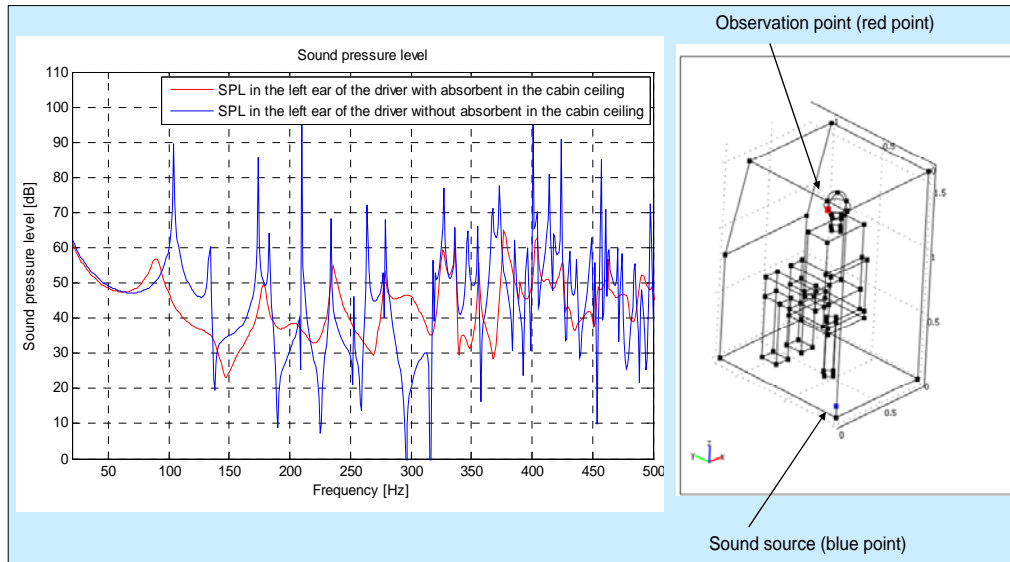 Observation point (red point)
Sound pressure level
110
100
90
80
70
60
50
40
30
20
10
0
Sound pressure level [dB]
SPL in the left ear of the driver with absorbent in the cabin ceiling
SPL in the left ear of the driver without absorbent in the cabin ceiling
50
100
150
200
250
300
350
400
450
500
Frequency [Hz]
0.5
1.5
1
0.5
0
0.5
0
z
y
x
Sound source (blue point)